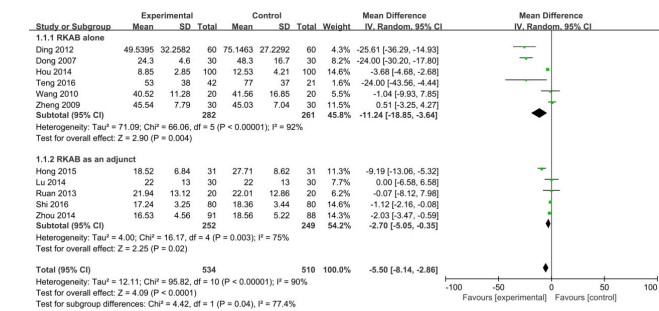 Experimental Control Mean Difference Mean Difference
Study or Subgroup Mean SD Total Mean SD Total Weight IV. Random. 95% CI IV. Random. 95% CI
1.1.1 RKAB alone
Ding 2012 49.5395 32.2582 60 75.1463 27.2292 60 4.3% -25.61 [-36.29, -14.93]
Dong 2007 24.3 4.6 30 48.3 16.7 30 -24.00 [-30.20, -17.80]
Hou 2014 8.85 2.85 100 12.53 4.21 100 -3.68 [-4.68, -2.68]
Teng 2016 53 38 42 77 37 21 -24.00 [-43.56, -4.44]
Wang 2010 40.52 11.28 20 41.56 16.85 20 -1.04 [-9.93, 7.85]
Zheng 2009 45.54 7.79 30 45.03 7.04 30 0.51 [-3.25, 4.27]
Subtotal (95% CI) 282 261 45.8% -11.24 [-18.85, -3.64]
Heterogeneity: Tau² = 71.09; Chi² = 66.06, df = 5 (P < 0.00001); I² = 92%
Test for overall effect: Z = 2.90 (P = 0.004)
1.1.2 RKAB as an adjunct
Hong 2015 18.52 6.84 31 27.71 8.62 31 11.3% -9.19 [-13.06, -5.32]
Lu 2014 22 13 30 22 13 30 0.00 [-6.58, 6.58]
Ruan 2013 21.94 13.12 20 22.01 12.86 20 -0.07 [-8.12, 7.98]
Shi 2016 17.24 3.25 80 18.36 3.44 80 -1.12 [-2.16, -0.08]
Zhou 2014 16.53 4.56 91 18.56 5.22 88 -2.03 [-3.47, -0.59]
Subtotal (95% CI) 252 249 54.2% -2.70 [-5.05, -0.35]
Heterogeneity: Tau² = 4.00; Chi² = 16.17, df = 4 (P = 0.003); I² = 75%
Test for overall effect: Z = 2.25 (P = 0.02)
Total (95% CI) 534 510 100.0% -5.50 [-8.14, -2.86]
Heterogeneity: Tau² = 12.11; Chi² = 95.82, df = 10 (P < 0.00001); I² = 90%
Test for overall effect: Z = 4.09 (P < 0.0001)
Test for subgroup differences: Chi² = 4.42, df = 1 (P = 0.04), I² = 77.4%
-100 -50 0 50 100
Favours [experimental] Favours [control]